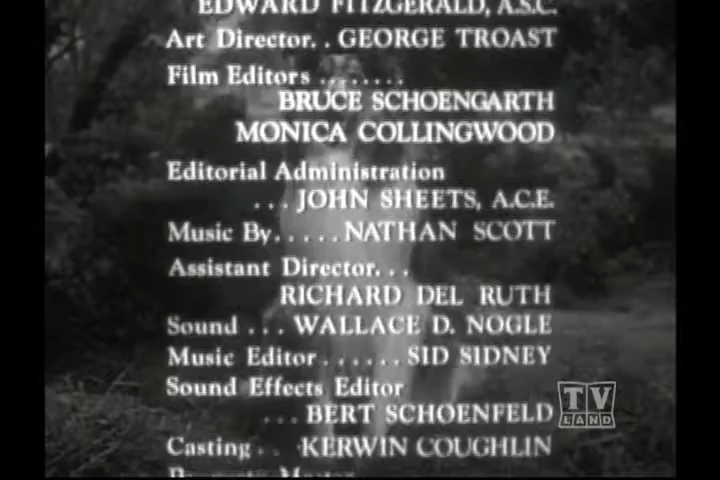 EDWARD FITZGERALD, A.S.C.
Art Director.. GEORGE TROAST
Film Editors ........
BRUCE SCHOENGARTH
MONICA COLLINGWOOD
Editorial Administration
...JOHN SHEETS, A.C.E.
Music By.....NATHAN SCOTT
Assistant Director...
RICHARD DEL RUTH
Sound ... WALLACE D. NOGLE
Music Editor ......SID SIDNEY
Sound Effects Editor
...BERT SCHOENFELD
Casting.. KERWIN COUGHLIN
Property Master
TV
LAND